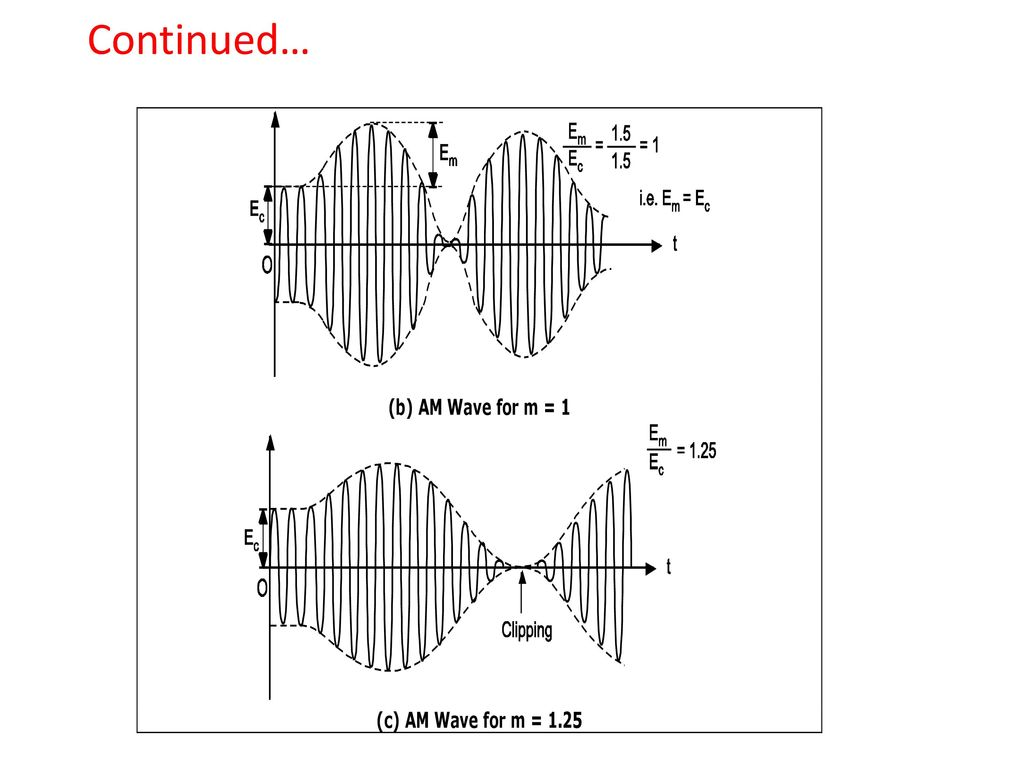 Continued…
Em/Ec = 1.5/1.5 = 1
Em
i.e. Em = Ec
Ec
t
O
(b) AM Wave for m = 1
Em/Ec = 1.25
Ec
t
O
Clipping
(c) AM Wave for m = 1.25